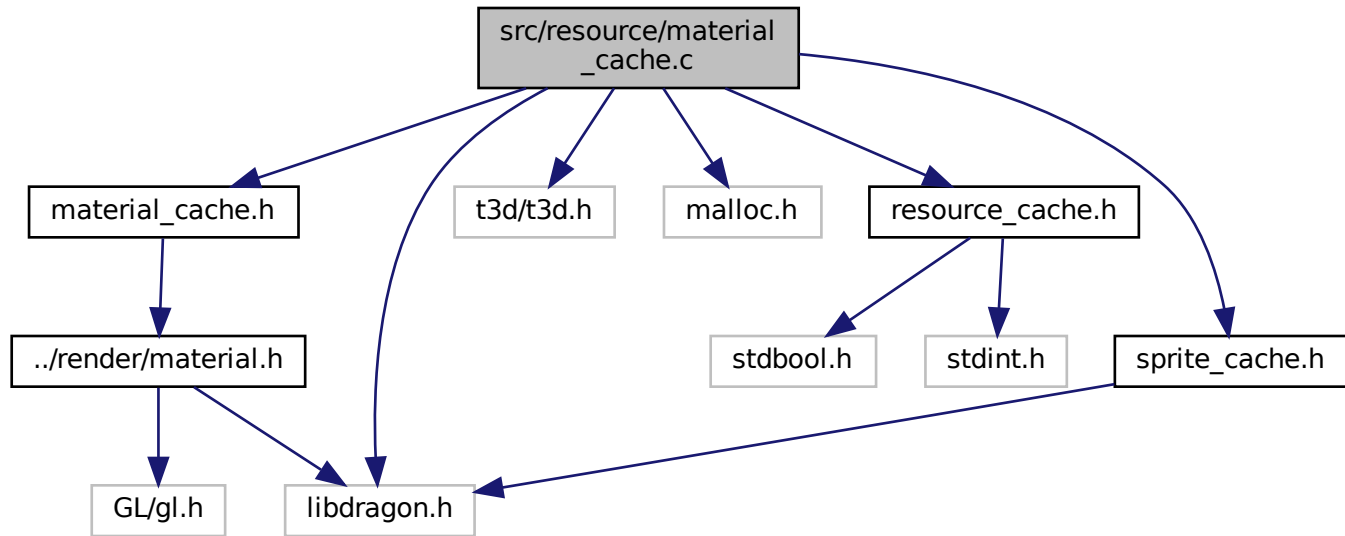 src/resource/material
_cache.c
material_cache.h
t3d/t3d.h
malloc.h
resource_cache.h
../render/material.h
stdbool.h
stdint.h
sprite_cache.h
GL/gl.h
libdragon.h